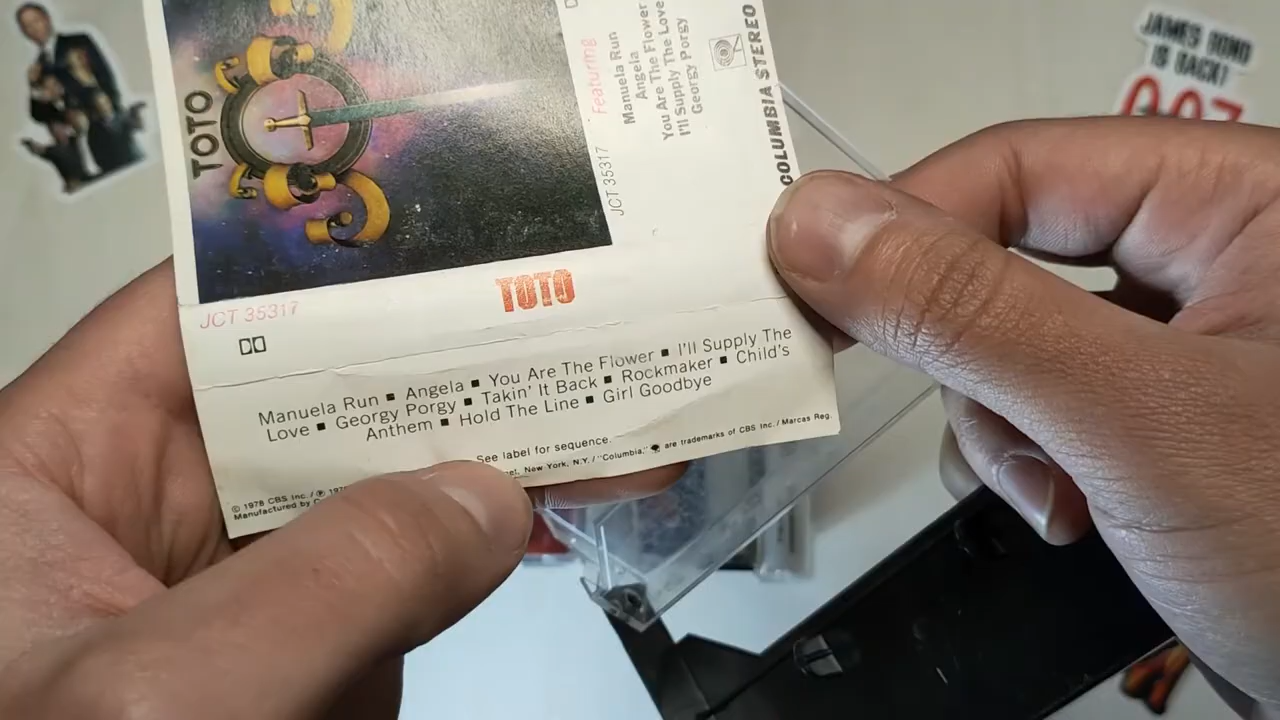 JAMES BOND
IS BACK!
007
TOTO
Featuring
Manuela Run
Angela
You Are The Flower
I'll Supply The Love
Georgy Porgy
JCT 35317
COLUMBIA STEREO
JCT 35317
TOTO
Manuela Run ■ Angela ■ You Are The Flower ■ I'll Supply The
Love ■ Georgy Porgy ■ Takin' It Back ■ Rockmaker ■ Child's
Anthem ■ Hold The Line ■ Girl Goodbye
See label for sequence.
© 1978 CBS Inc./℗ 197
Manufactured by New York, N.Y./"Columbia," are trademarks of CBS Inc./Marcas Reg.